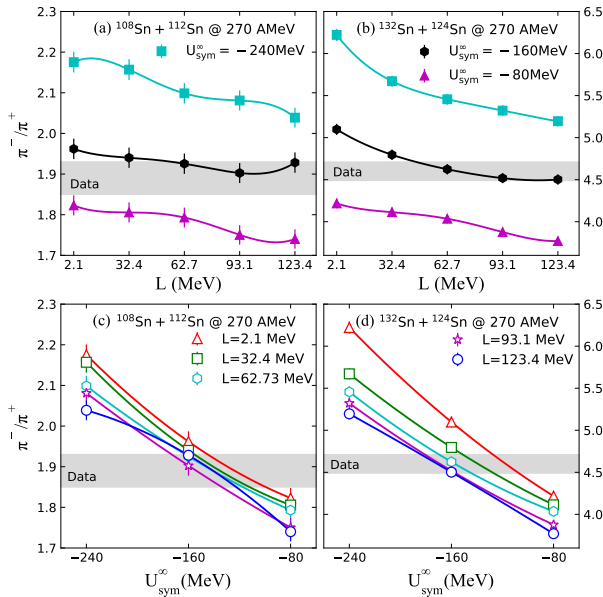 (a) ¹⁰⁸Sn + ¹¹²Sn @ 270 AMeV
U∞sym = −240MeV
2.3
2.2
2.1
2.0
1.9
1.8
1.7
π⁻/π⁺
Data
2.1 32.4 62.7 93.1 123.4
L (MeV)
(b) ¹³²Sn + ¹²⁴Sn @ 270 AMeV
U∞sym = −160MeV
U∞sym = −80MeV
6.5
6.0
5.5
5.0
4.5
4.0
Data
2.1 32.4 62.7 93.1 123.4
L (MeV)
(c) ¹⁰⁸Sn + ¹¹²Sn @ 270 AMeV
L=2.1 MeV
L=32.4 MeV
L=62.73 MeV
2.3
2.2
2.1
2.0
1.9
1.8
1.7
π⁻/π⁺
Data
−240 −160 −80
U∞sym(MeV)
(d) ¹³²Sn + ¹²⁴Sn @ 270 AMeV
L=93.1 MeV
L=123.4 MeV
6.5
6.0
5.5
5.0
4.5
4.0
Data
−240 −160 −80
U∞sym(MeV)